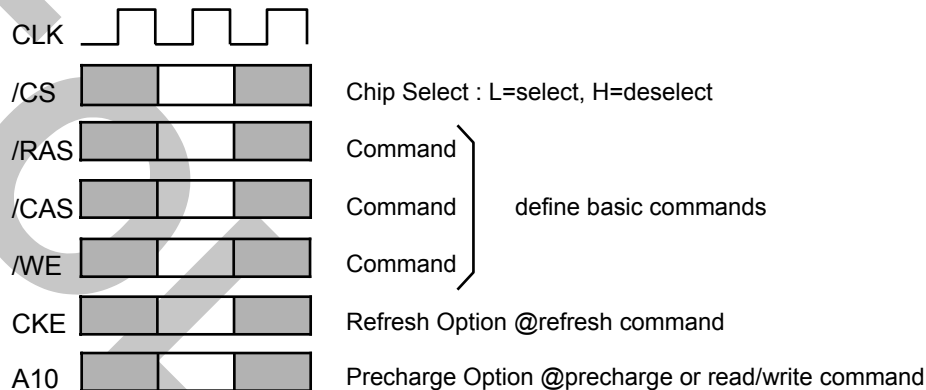 CLK
/CS Chip Select : L=select, H=deselect
/RAS Command
/CAS Command define basic commands
/WE Command
CKE Refresh Option @refresh command
A10 Precharge Option @precharge or read/write command